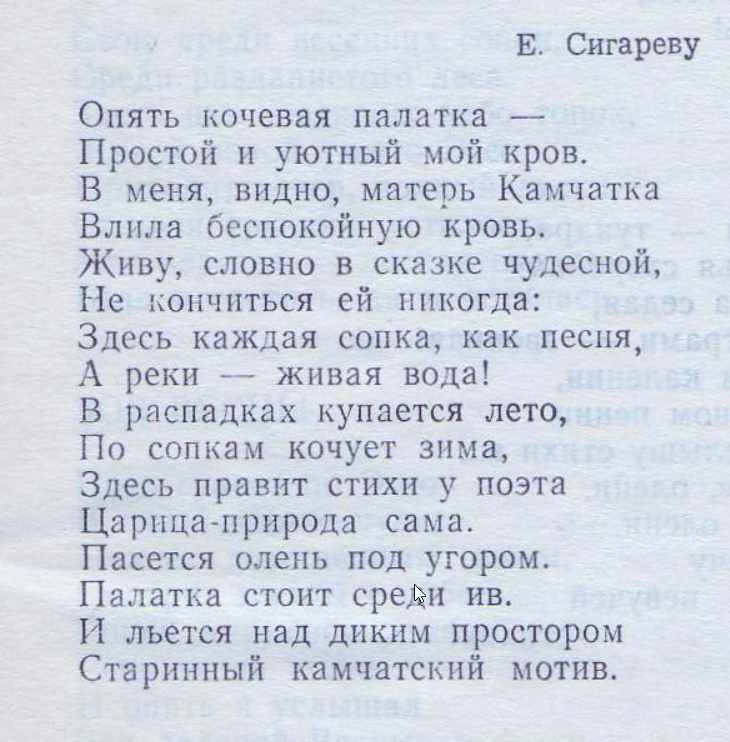 Е. Сигареву
Опять кочевая палатка —
Простой и уютный мой кров.
В меня, видно, матерь Камчатка
Влила беспокойную кровь.
Живу, словно в сказке чудесной,
Не кончиться ей никогда:
Здесь каждая сопка, как песня,
А реки — живая вода!
В распадках купается лето,
По сопкам кочует зима,
Здесь правит стихи у поэта
Царица-природа сама.
Пасется олень под угором.
Палатка стоит среди ив.
И льется над диким простором
Старинный камчатский мотив.